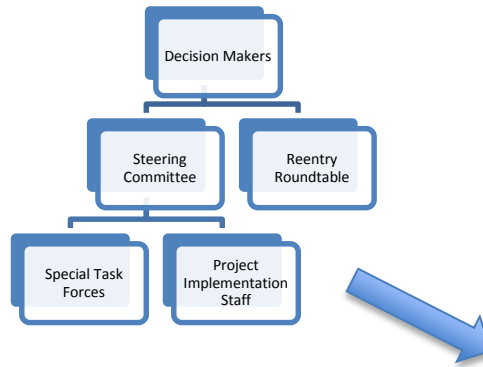 Decision Makers
Steering
Committee
Reentry
Roundtable
Special Task
Forces
Project
Implementation
Staff